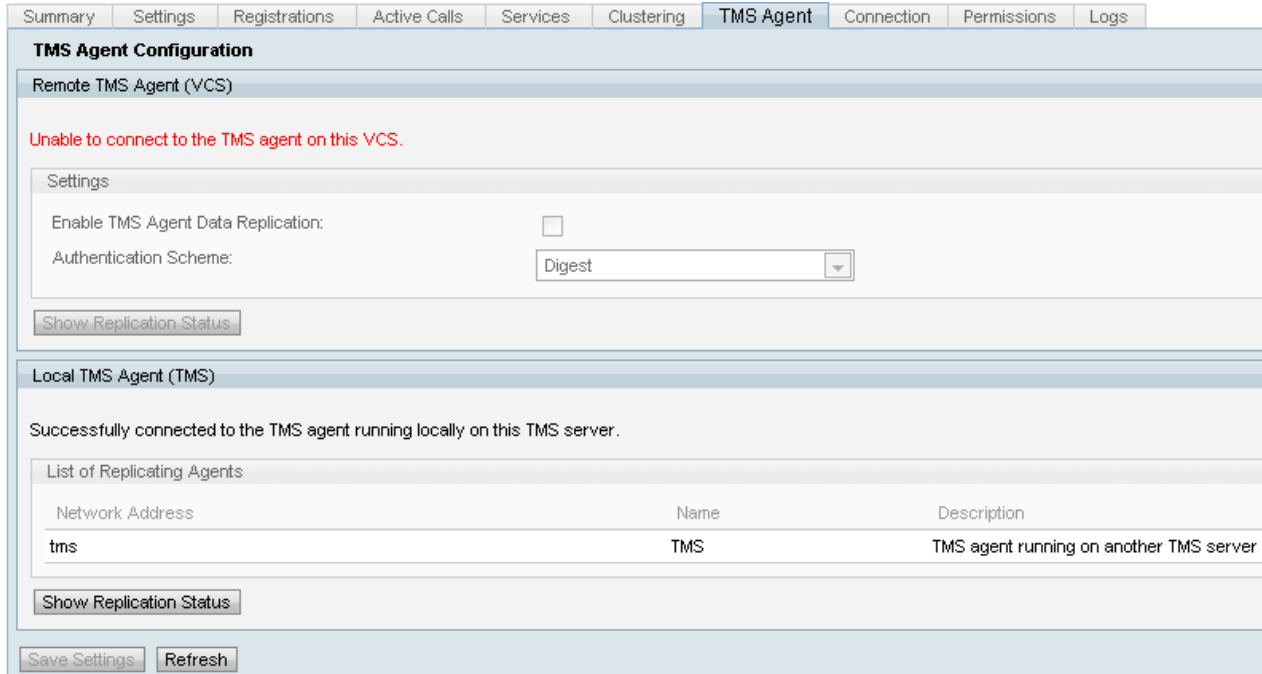 Summary Settings Registrations Active Calls Services Clustering TMS Agent Connection Permissions Logs
TMS Agent Configuration
Remote TMS Agent (VCS)
Unable to connect to the TMS agent on this VCS.
Settings
Enable TMS Agent Data Replication:
Authentication Scheme: Digest
Show Replication Status
Local TMS Agent (TMS)
Successfully connected to the TMS agent running locally on this TMS server.
List of Replicating Agents
Network Address Name Description
tms TMS TMS agent running on another TMS server
Show Replication Status
Save Settings Refresh